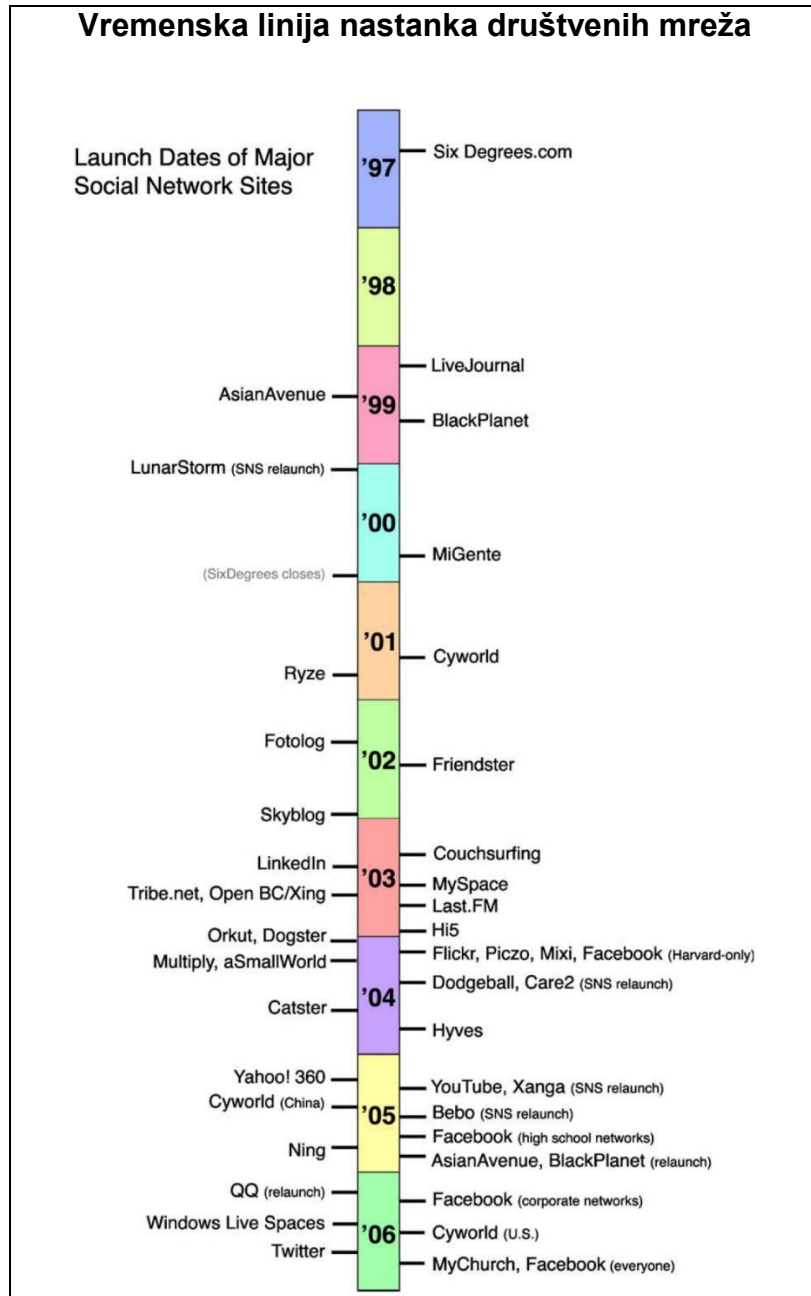 Vremenska linija nastanka društvenih mreža
Launch Dates of Major
Social Network Sites
'97
Six Degrees.com
'98
'99
LiveJournal
AsianAvenue
BlackPlanet
'00
LunarStorm (SNS relaunch)
MiGente
(SixDegrees closes)
'01
Cyworld
Ryze
'02
Fotolog
Friendster
Skyblog
'03
Couchsurfing
LinkedIn
MySpace
Tribe.net, Open BC/Xing
Last.FM
Hi5
'04
Orkut, Dogster
Flickr, Piczo, Mixi, Facebook (Harvard-only)
Multiply, aSmallWorld
Dodgeball, Care2 (SNS relaunch)
Catster
Hyves
'05
Yahoo! 360
YouTube, Xanga (SNS relaunch)
Cyworld (China)
Bebo (SNS relaunch)
Facebook (high school networks)
Ning
AsianAvenue, BlackPlanet (relaunch)
'06
QQ (relaunch)
Facebook (corporate networks)
Windows Live Spaces
Cyworld (U.S.)
Twitter
MyChurch, Facebook (everyone)